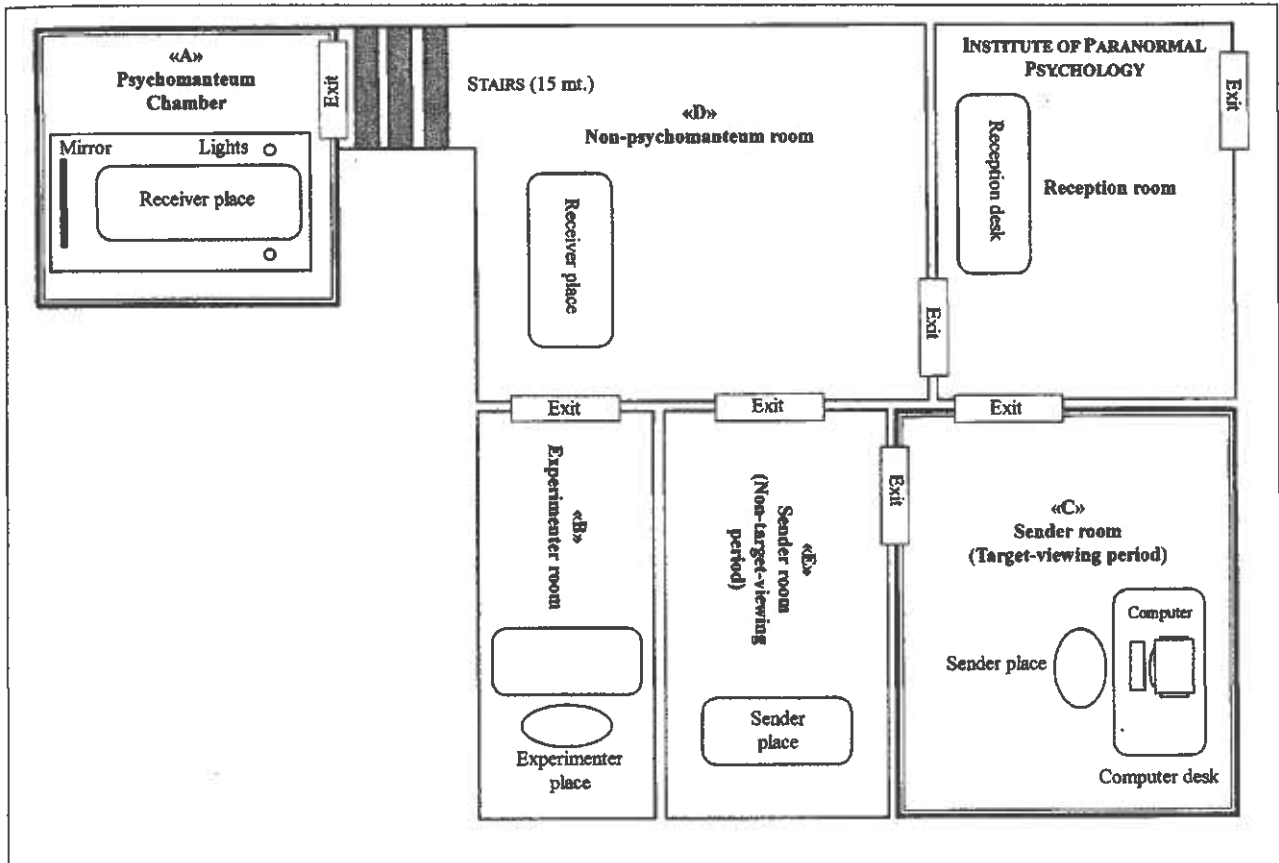 «A»
Psychomanteum
Chamber
Exit
Mirror
Lights
Receiver place
STAIRS (15 mt.)
«D»
Non-psychomanteum room
Receiver place
Exit
INSTITUTE OF PARANORMAL
PSYCHOLOGY
Exit
Reception desk
Reception room
Exit
Exit
Exit
Exit
«B»
Experimenter room
Experimenter
place
«E»
Sender room
(Non-target-viewing
period)
Sender
place
«C»
Sender room
(Target-viewing period)
Computer
Sender place
Computer desk